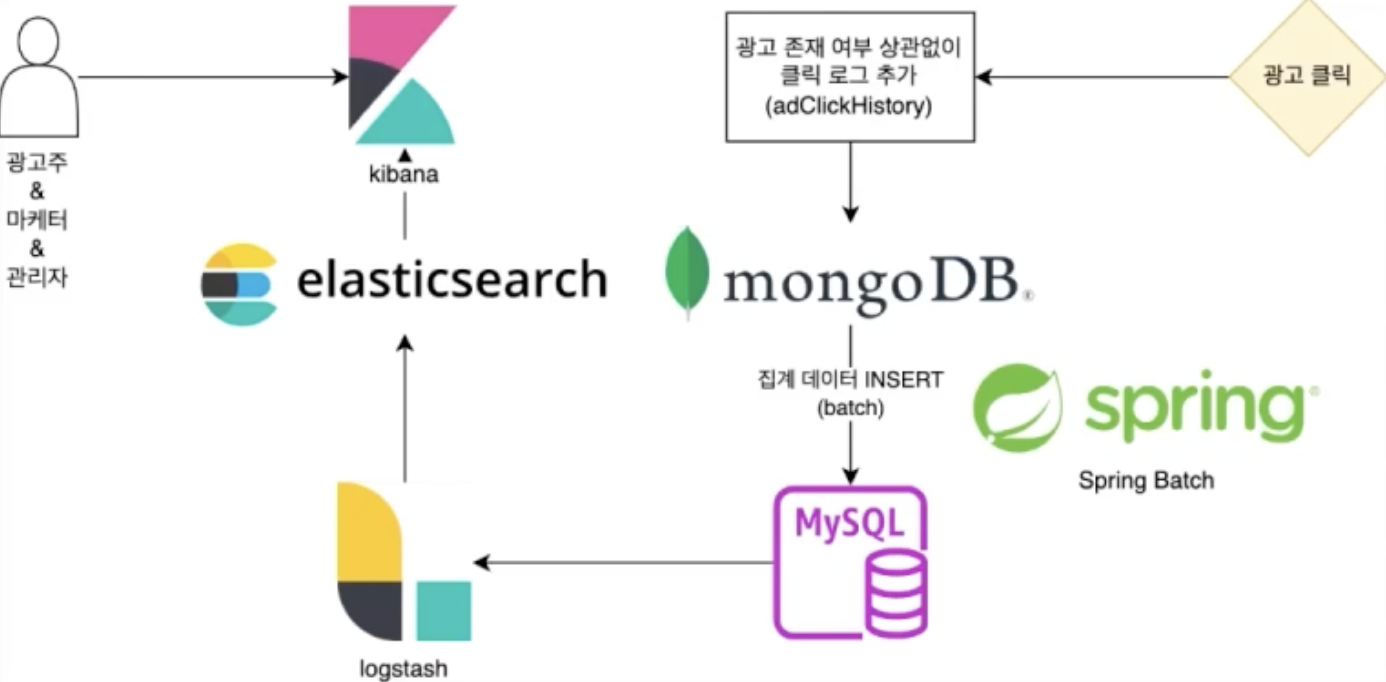 광고주
&
마케터
&
관리자
kibana
elasticsearch
logstash
광고 존재 여부 상관없이
클릭 로그 추가
(adClickHistory)
광고 클릭
mongoDB®
집계 데이터 INSERT
(batch)
spring®
Spring Batch
MySQL